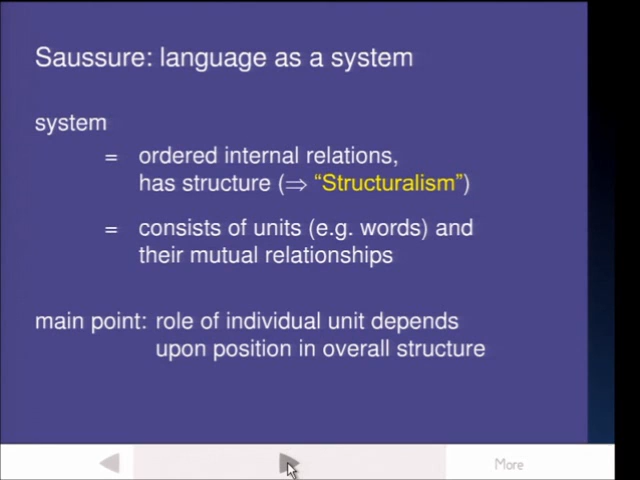 Saussure: language as a system
system
= ordered internal relations,
has structure (⇒ “Structuralism”)
= consists of units (e.g. words) and
their mutual relationships
main point: role of individual unit depends
upon position in overall structure
More